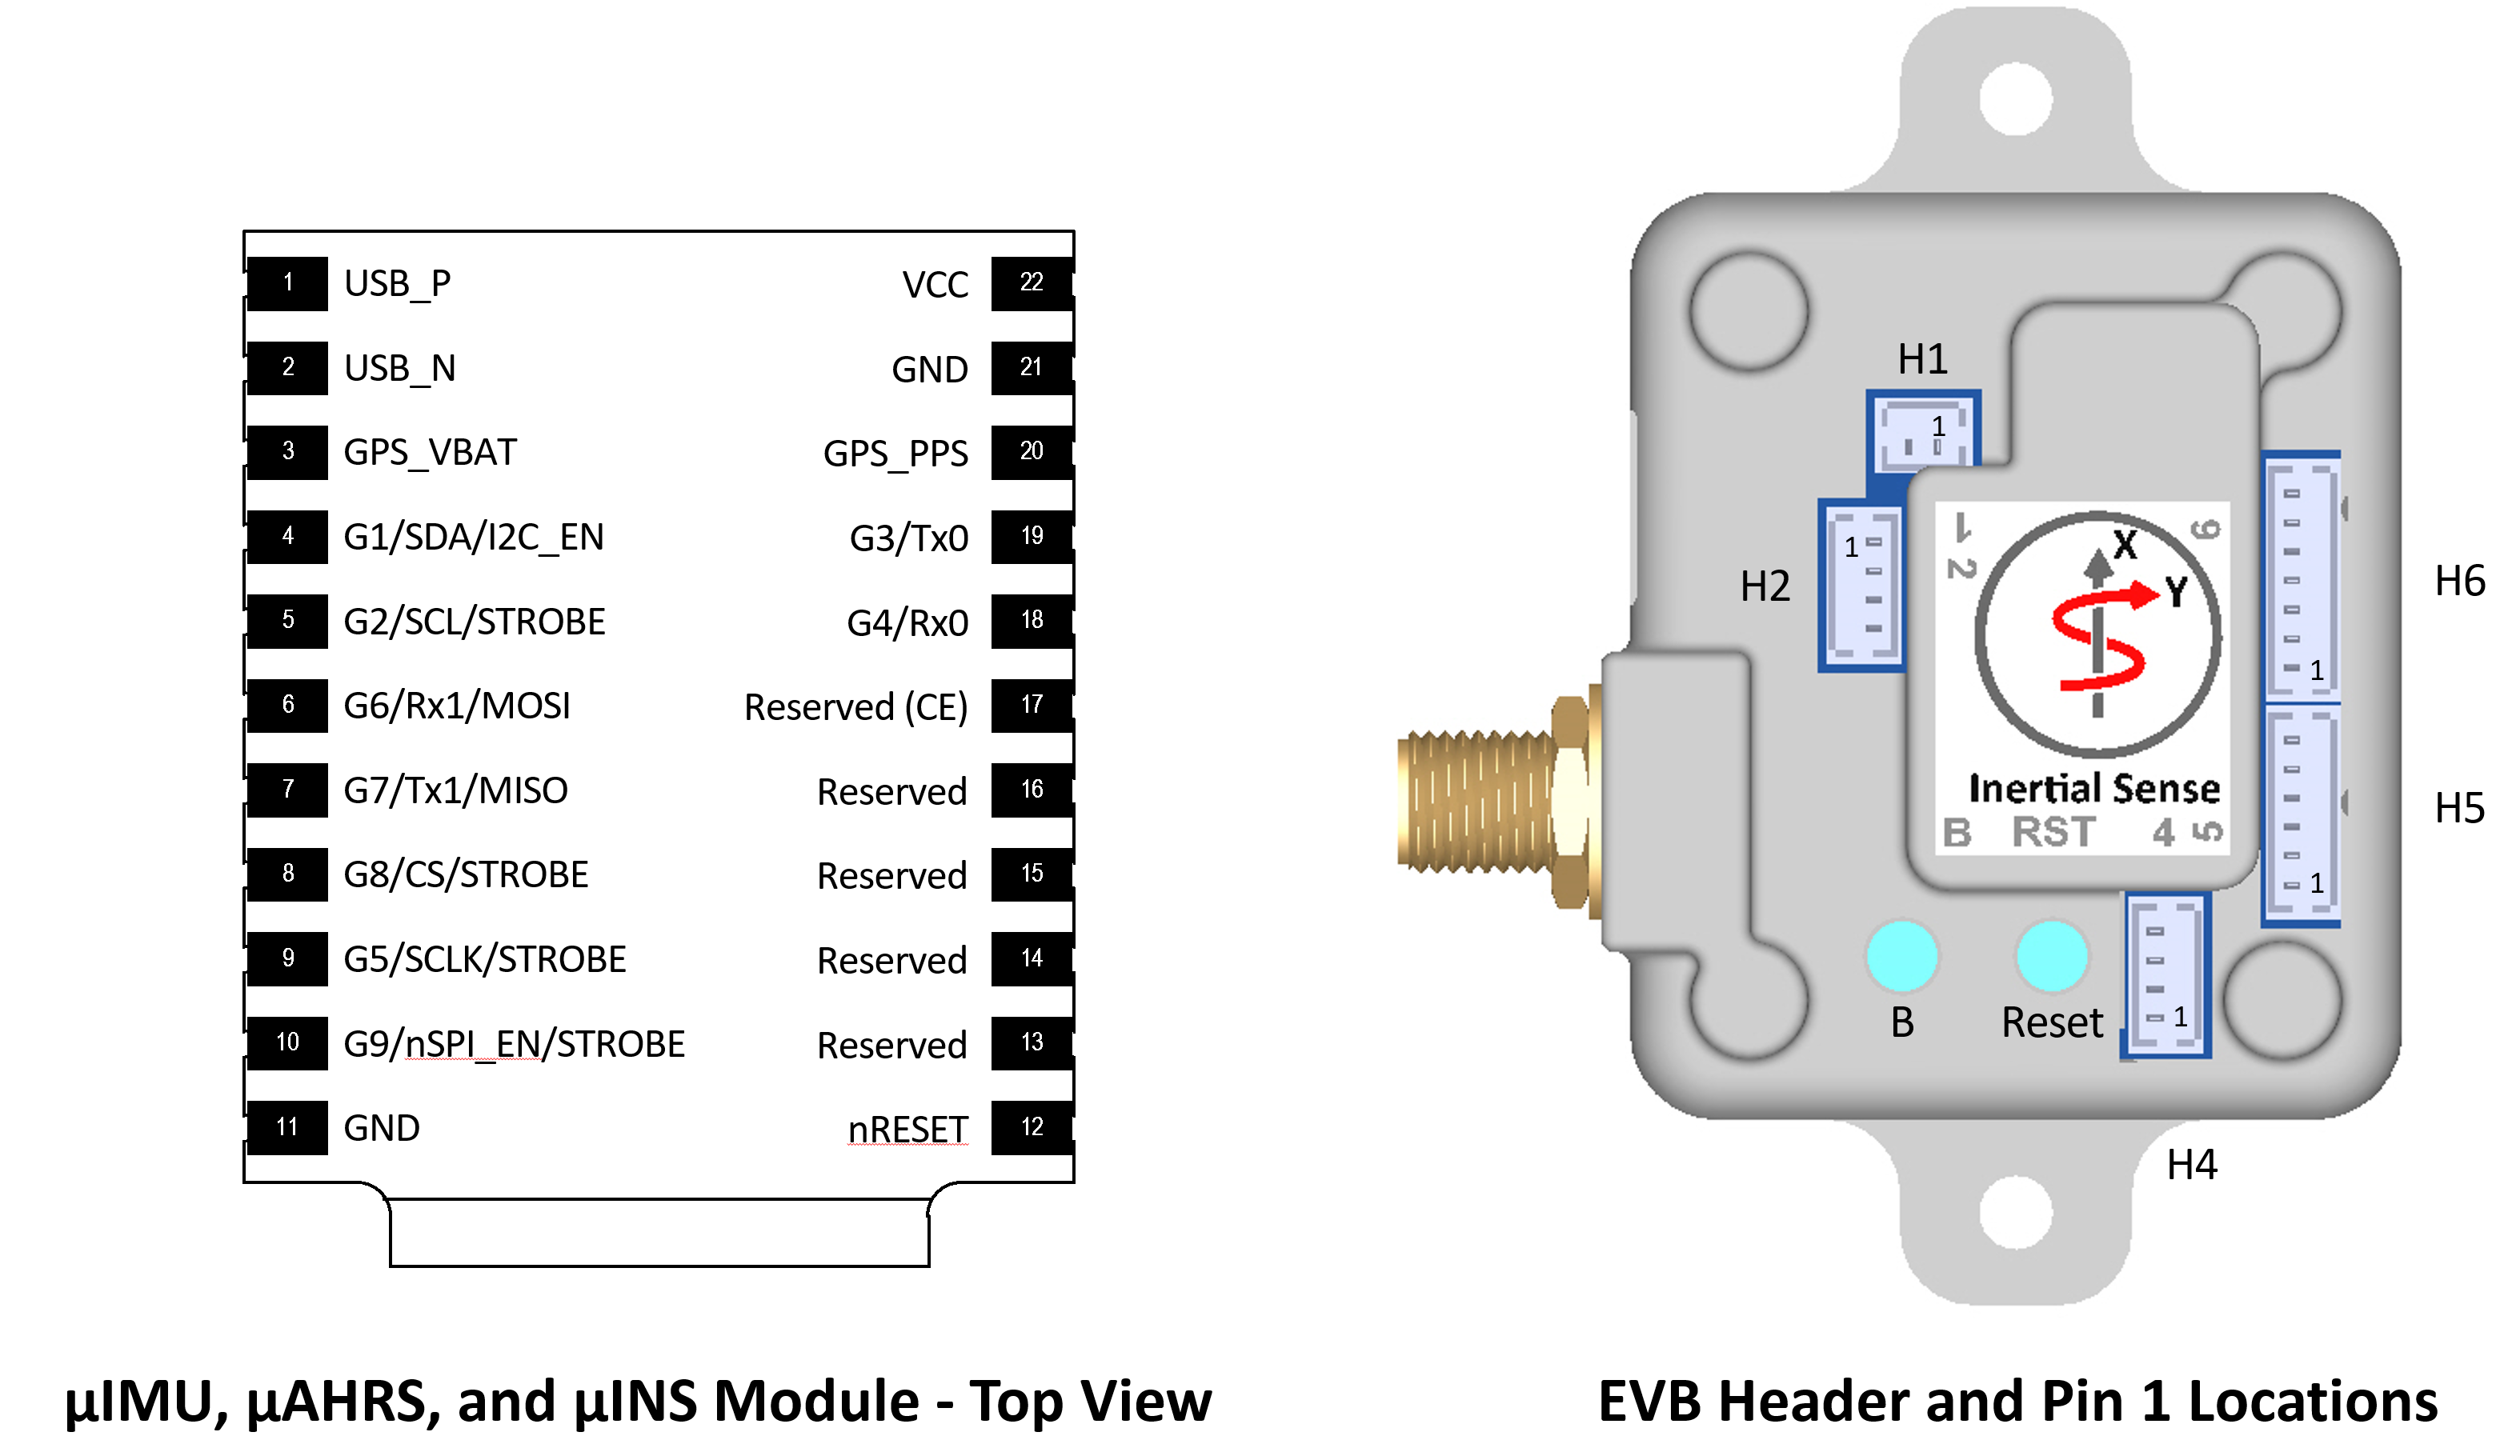 1 USB_P VCC 22
2 USB_N GND 21
3 GPS_VBAT GPS_PPS 20
4 G1/SDA/I2C_EN G3/Tx0 19
5 G2/SCL/STROBE G4/Rx0 18
6 G6/Rx1/MOSI Reserved (CE) 17
7 G7/Tx1/MISO Reserved 16
8 G8/CS/STROBE Reserved 15
9 G5/SCLK/STROBE Reserved 14
10 G9/nSPI_EN/STROBE Reserved 13
11 GND nRESET 12
µIMU, µAHRS, and µINS Module - Top View
H1
1
H2
1
1
2
6
X
Y
Inertial Sense
B RST 4 5
H6
1
H5
1
B
Reset
1
H4
EVB Header and Pin 1 Locations